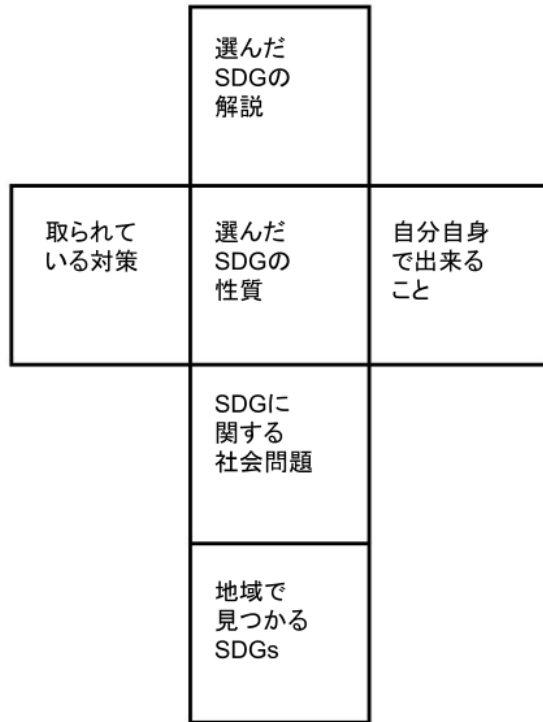 選んだ
SDGの
解説
取られて
いる対策
選んだ
SDGの
性質
自分自身
で出来る
こと
SDGに
関する
社会問題
地域で
見つかる
SDGs